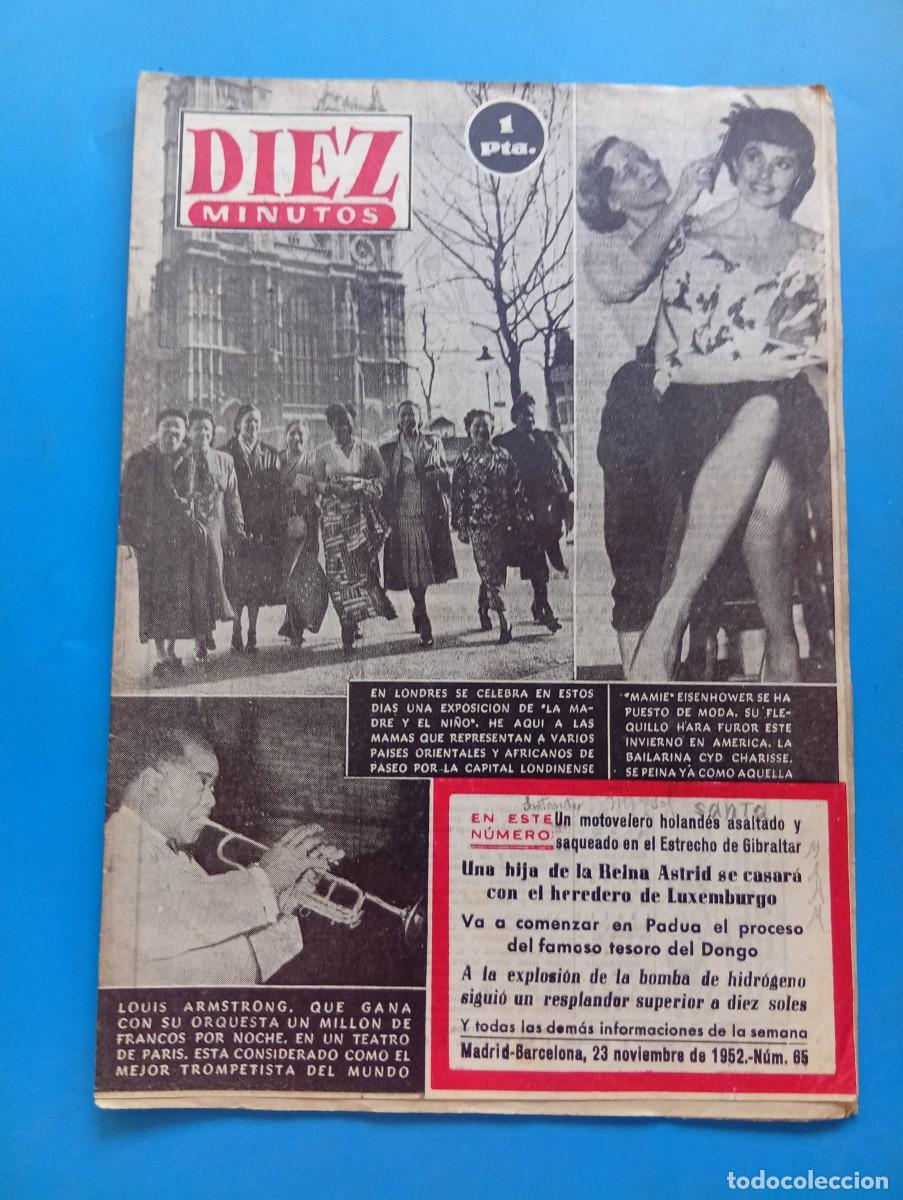 DIEZ
MINUTOS
1
Pta.
EN LONDRES SE CELEBRA EN ESTOS
DIAS UNA EXPOSICION DE "LA MA-
DRE Y EL NIÑO". HE AQUI A LAS
MAMAS QUE REPRESENTAN A VARIOS
PAISES ORIENTALES Y AFRICANOS DE
PASEO POR LA CAPITAL LONDINENSE
"MAMIE" EISENHOWER SE HA
PUESTO DE MODA. SU FLE-
QUILLO HARA FUROR ESTE
INVIERNO EN AMERICA. LA
BAILARINA CYD CHARISSE,
SE PEINA YA COMO AQUELLA
LOUIS ARMSTRONG, QUE GANA
CON SU ORQUESTA UN MILLON DE
FRANCOS POR NOCHE, EN UN TEATRO
DE PARIS, ESTA CONSIDERADO COMO EL
MEJOR TROMPETISTA DEL MUNDO
Santander Miguel santa
EN ESTE
NÚMERO
Un motovelero holandés asaltado y
saqueado en el Estrecho de Gibraltar
Una hija de la Reina Astrid se casará
con el heredero de Luxemburgo
Va a comenzar en Padua el proceso
del famoso tesoro del Dongo
A la explosión de la bomba de hidrógeno
siguió un resplandor superior a diez soles
Y todas las demás informaciones de la semana
Madrid-Barcelona, 23 noviembre de 1952.-Núm. 65
todocoleccion